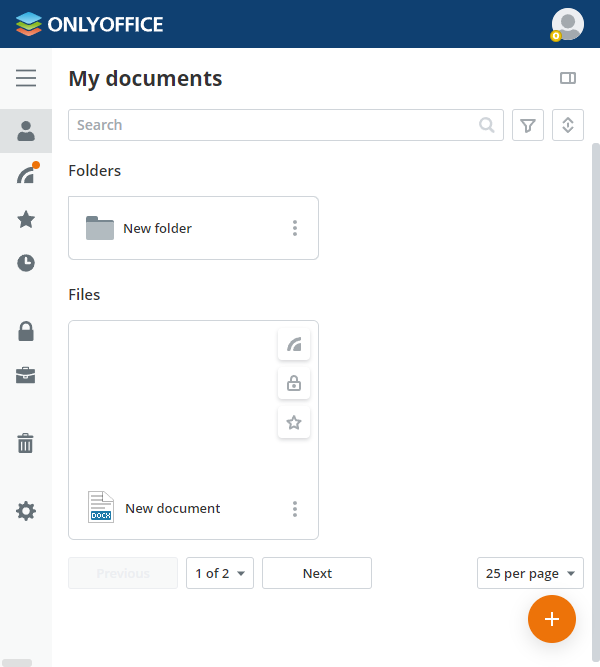 ONLYOFFICE
My documents
Search
Folders
New folder
Files
DOCX
New document
Previous
1 of 2
Next
25 per page